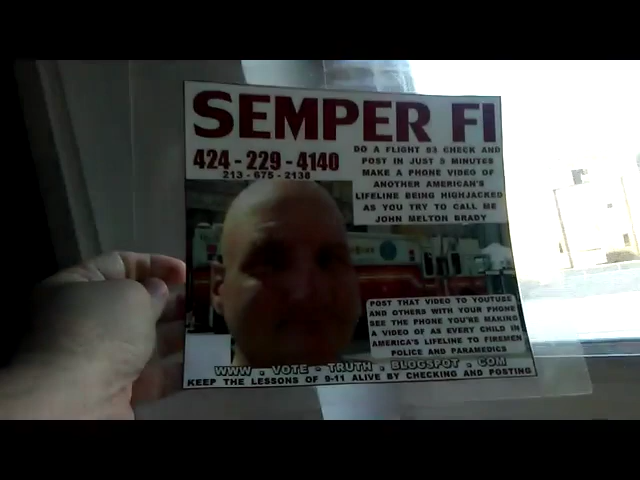 SEMPER FI
424 - 229 - 4140
213 - 675 - 2138
DO A FLIGHT 93 CHECK AND
POST IN JUST 3 MINUTES
MAKE A PHONE VIDEO OF
ANOTHER AMERICAN'S
LIFELINE BEING HIGHJACKED
AS YOU TRY TO CALL ME
JOHN MELTON BRADY
POST THAT VIDEO TO YOUTUBE
AND OTHERS WITH YOUR PHONE
SEE THE PHONE YOU'RE MAKING
A VIDEO OF AS EVERY CHILD IN
AMERICA'S LIFELINE TO FIREMEN
POLICE AND PARAMEDICS
WWW . VOTE - TRUTH . BLOGSPOT . COM
KEEP THE LESSONS OF 9-11 ALIVE BY CHECKING AND POSTING